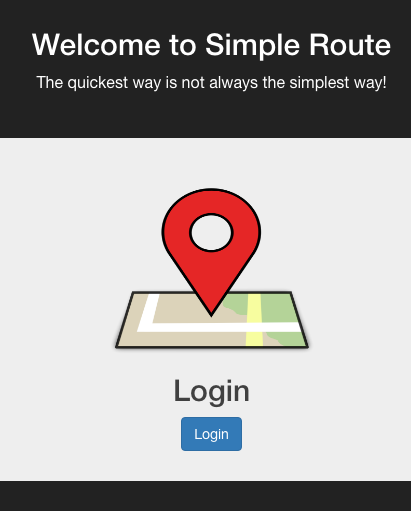 Welcome to Simple Route
The quickest way is not always the simplest way!
Login
Login